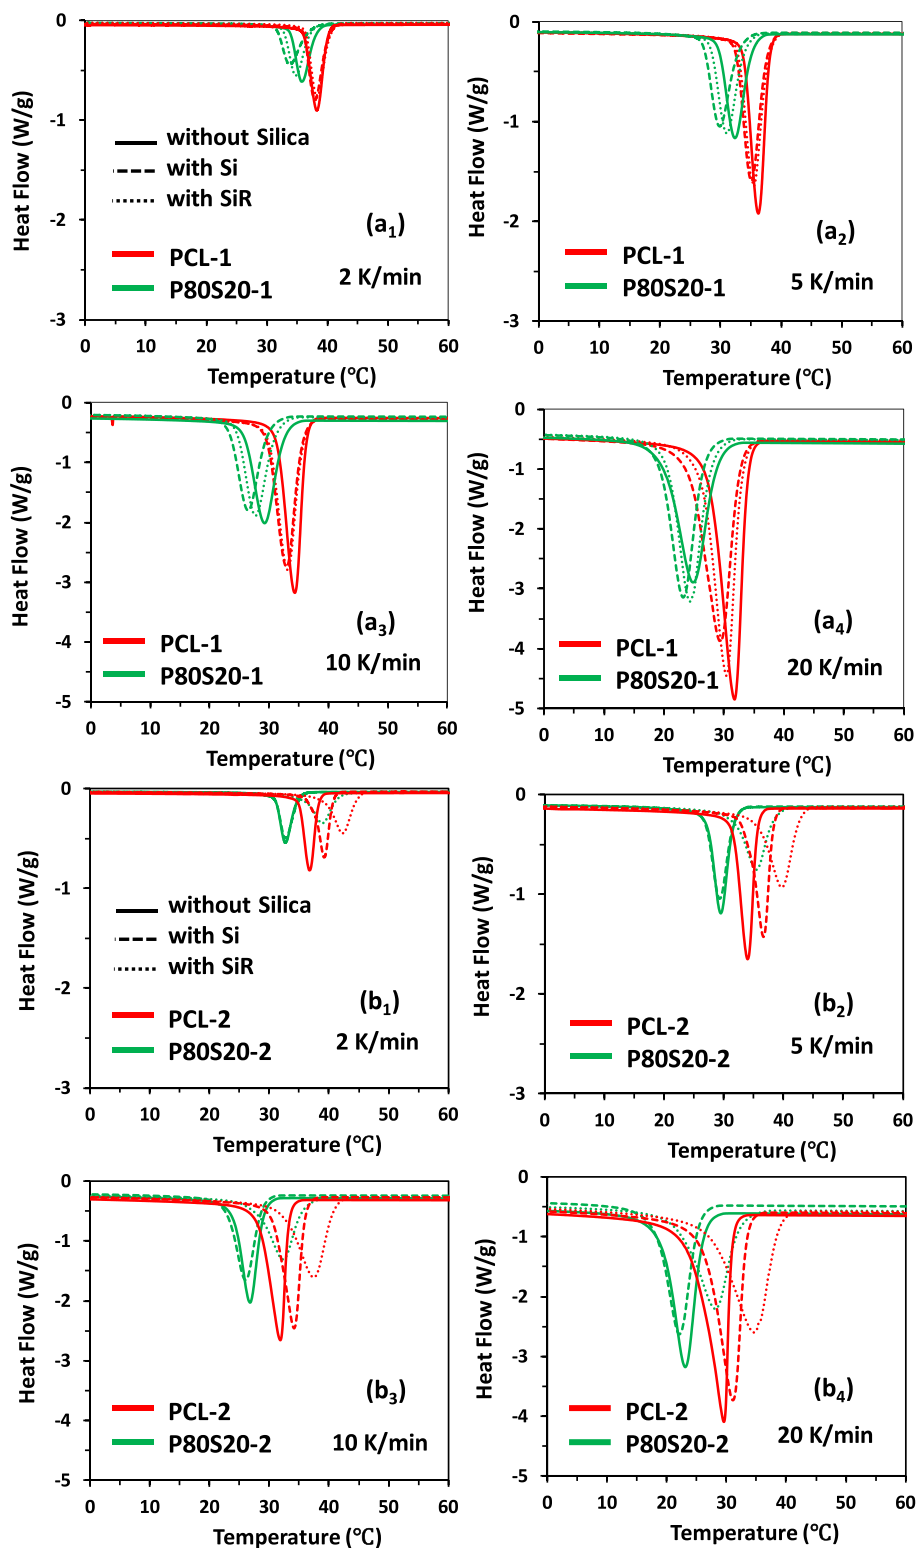 0
-1
-2
-3
Heat Flow (W/g)
without Silica
with Si
with SiR
(a1)
PCL-1
P80S20-1
2 K/min
0 10 20 30 40 50 60
Temperature (℃)
0
-1
-2
-3
Heat Flow (W/g)
(a2)
PCL-1
P80S20-1
5 K/min
0 10 20 30 40 50 60
Temperature (℃)
0
-1
-2
-3
-4
-5
Heat Flow (W/g)
(a3)
PCL-1
P80S20-1
10 K/min
0 10 20 30 40 50 60
Temperature (℃)
0
-1
-2
-3
-4
-5
Heat Flow (W/g)
(a4)
PCL-1
P80S20-1
20 K/min
0 10 20 30 40 50 60
Temperature (℃)
0
-1
-2
-3
Heat Flow (W/g)
without Silica
with Si
with SiR
(b1)
PCL-2
P80S20-2
2 K/min
0 10 20 30 40 50 60
Temperature (℃)
0
-1
-2
-3
Heat Flow (W/g)
(b2)
PCL-2
P80S20-2
5 K/min
0 10 20 30 40 50 60
Temperature (℃)
0
-1
-2
-3
-4
-5
Heat Flow (W/g)
(b3)
PCL-2
P80S20-2
10 K/min
0 10 20 30 40 50 60
Temperature (℃)
0
-1
-2
-3
-4
-5
Heat Flow (W/g)
(b4)
PCL-2
P80S20-2
20 K/min
0 10 20 30 40 50 60
Temperature (℃)